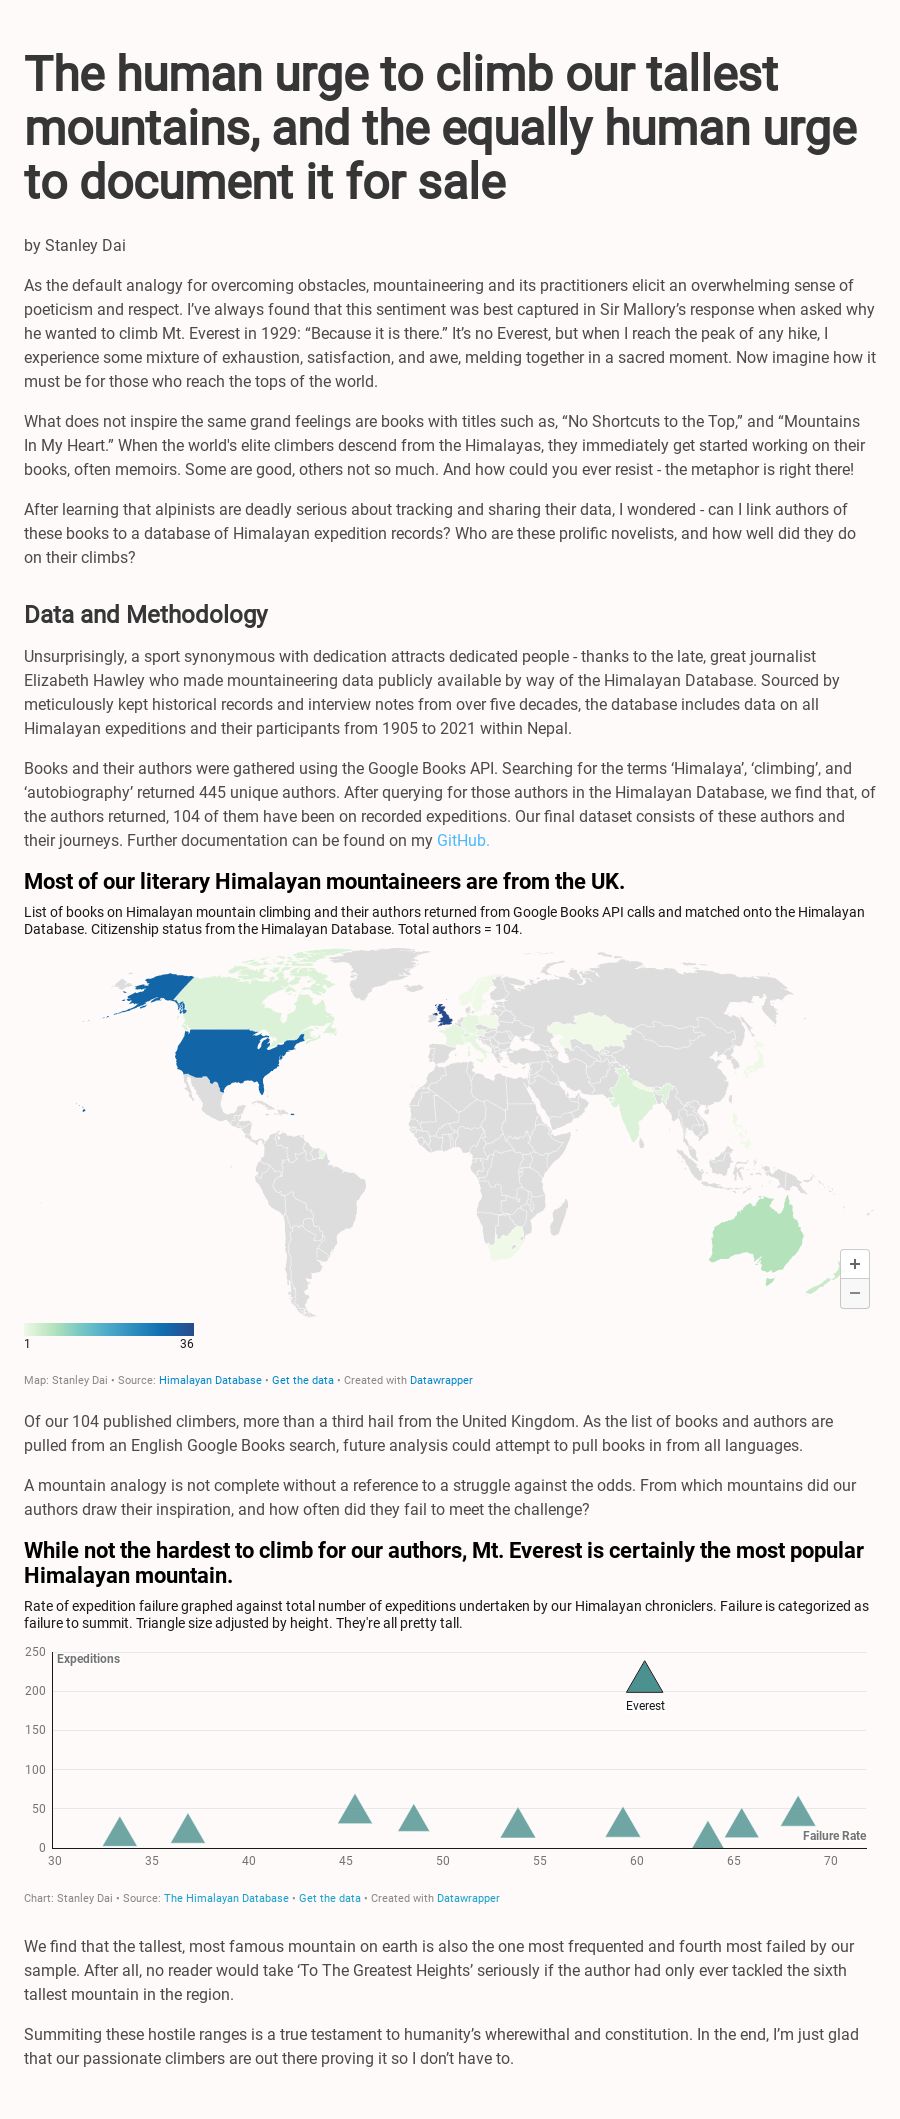 The human urge to climb our tallest
mountains, and the equally human urge
to document it for sale
by Stanley Dai
As the default analogy for overcoming obstacles, mountaineering and its practitioners elicit an overwhelming sense of
poeticism and respect. I’ve always found that this sentiment was best captured in Sir Mallory’s response when asked why
he wanted to climb Mt. Everest in 1929: “Because it is there.” It’s no Everest, but when I reach the peak of any hike, I
experience some mixture of exhaustion, satisfaction, and awe, melding together in a sacred moment. Now imagine how it
must be for those who reach the tops of the world.
What does not inspire the same grand feelings are books with titles such as, “No Shortcuts to the Top,” and “Mountains
In My Heart.” When the world's elite climbers descend from the Himalayas, they immediately get started working on their
books, often memoirs. Some are good, others not so much. And how could you ever resist - the metaphor is right there!
After learning that alpinists are deadly serious about tracking and sharing their data, I wondered - can I link authors of
these books to a database of Himalayan expedition records? Who are these prolific novelists, and how well did they do
on their climbs?
Data and Methodology
Unsurprisingly, a sport synonymous with dedication attracts dedicated people - thanks to the late, great journalist
Elizabeth Hawley who made mountaineering data publicly available by way of the Himalayan Database. Sourced by
meticulously kept historical records and interview notes from over five decades, the database includes data on all
Himalayan expeditions and their participants from 1905 to 2021 within Nepal.
Books and their authors were gathered using the Google Books API. Searching for the terms ‘Himalaya’, ‘climbing’, and
‘autobiography’ returned 445 unique authors. After querying for those authors in the Himalayan Database, we find that, of
the authors returned, 104 of them have been on recorded expeditions. Our final dataset consists of these authors and
their journeys. Further documentation can be found on my GitHub.
Most of our literary Himalayan mountaineers are from the UK.
List of books on Himalayan mountain climbing and their authors returned from Google Books API calls and matched onto the Himalayan
Database. Citizenship status from the Himalayan Database. Total authors = 104.
+
−
1 36
Map: Stanley Dai • Source: Himalayan Database • Get the data • Created with Datawrapper
Of our 104 published climbers, more than a third hail from the United Kingdom. As the list of books and authors are
pulled from an English Google Books search, future analysis could attempt to pull books in from all languages.
A mountain analogy is not complete without a reference to a struggle against the odds. From which mountains did our
authors draw their inspiration, and how often did they fail to meet the challenge?
While not the hardest to climb for our authors, Mt. Everest is certainly the most popular
Himalayan mountain.
Rate of expedition failure graphed against total number of expeditions undertaken by our Himalayan chroniclers. Failure is categorized as
failure to summit. Triangle size adjusted by height. They're all pretty tall.
250 Expeditions
200
Everest
150
100
50
Failure Rate
0
30 35 40 45 50 55 60 65 70
Chart: Stanley Dai • Source: The Himalayan Database • Get the data • Created with Datawrapper
We find that the tallest, most famous mountain on earth is also the one most frequented and fourth most failed by our
sample. After all, no reader would take ‘To The Greatest Heights’ seriously if the author had only ever tackled the sixth
tallest mountain in the region.
Summiting these hostile ranges is a true testament to humanity’s wherewithal and constitution. In the end, I’m just glad
that our passionate climbers are out there proving it so I don’t have to.